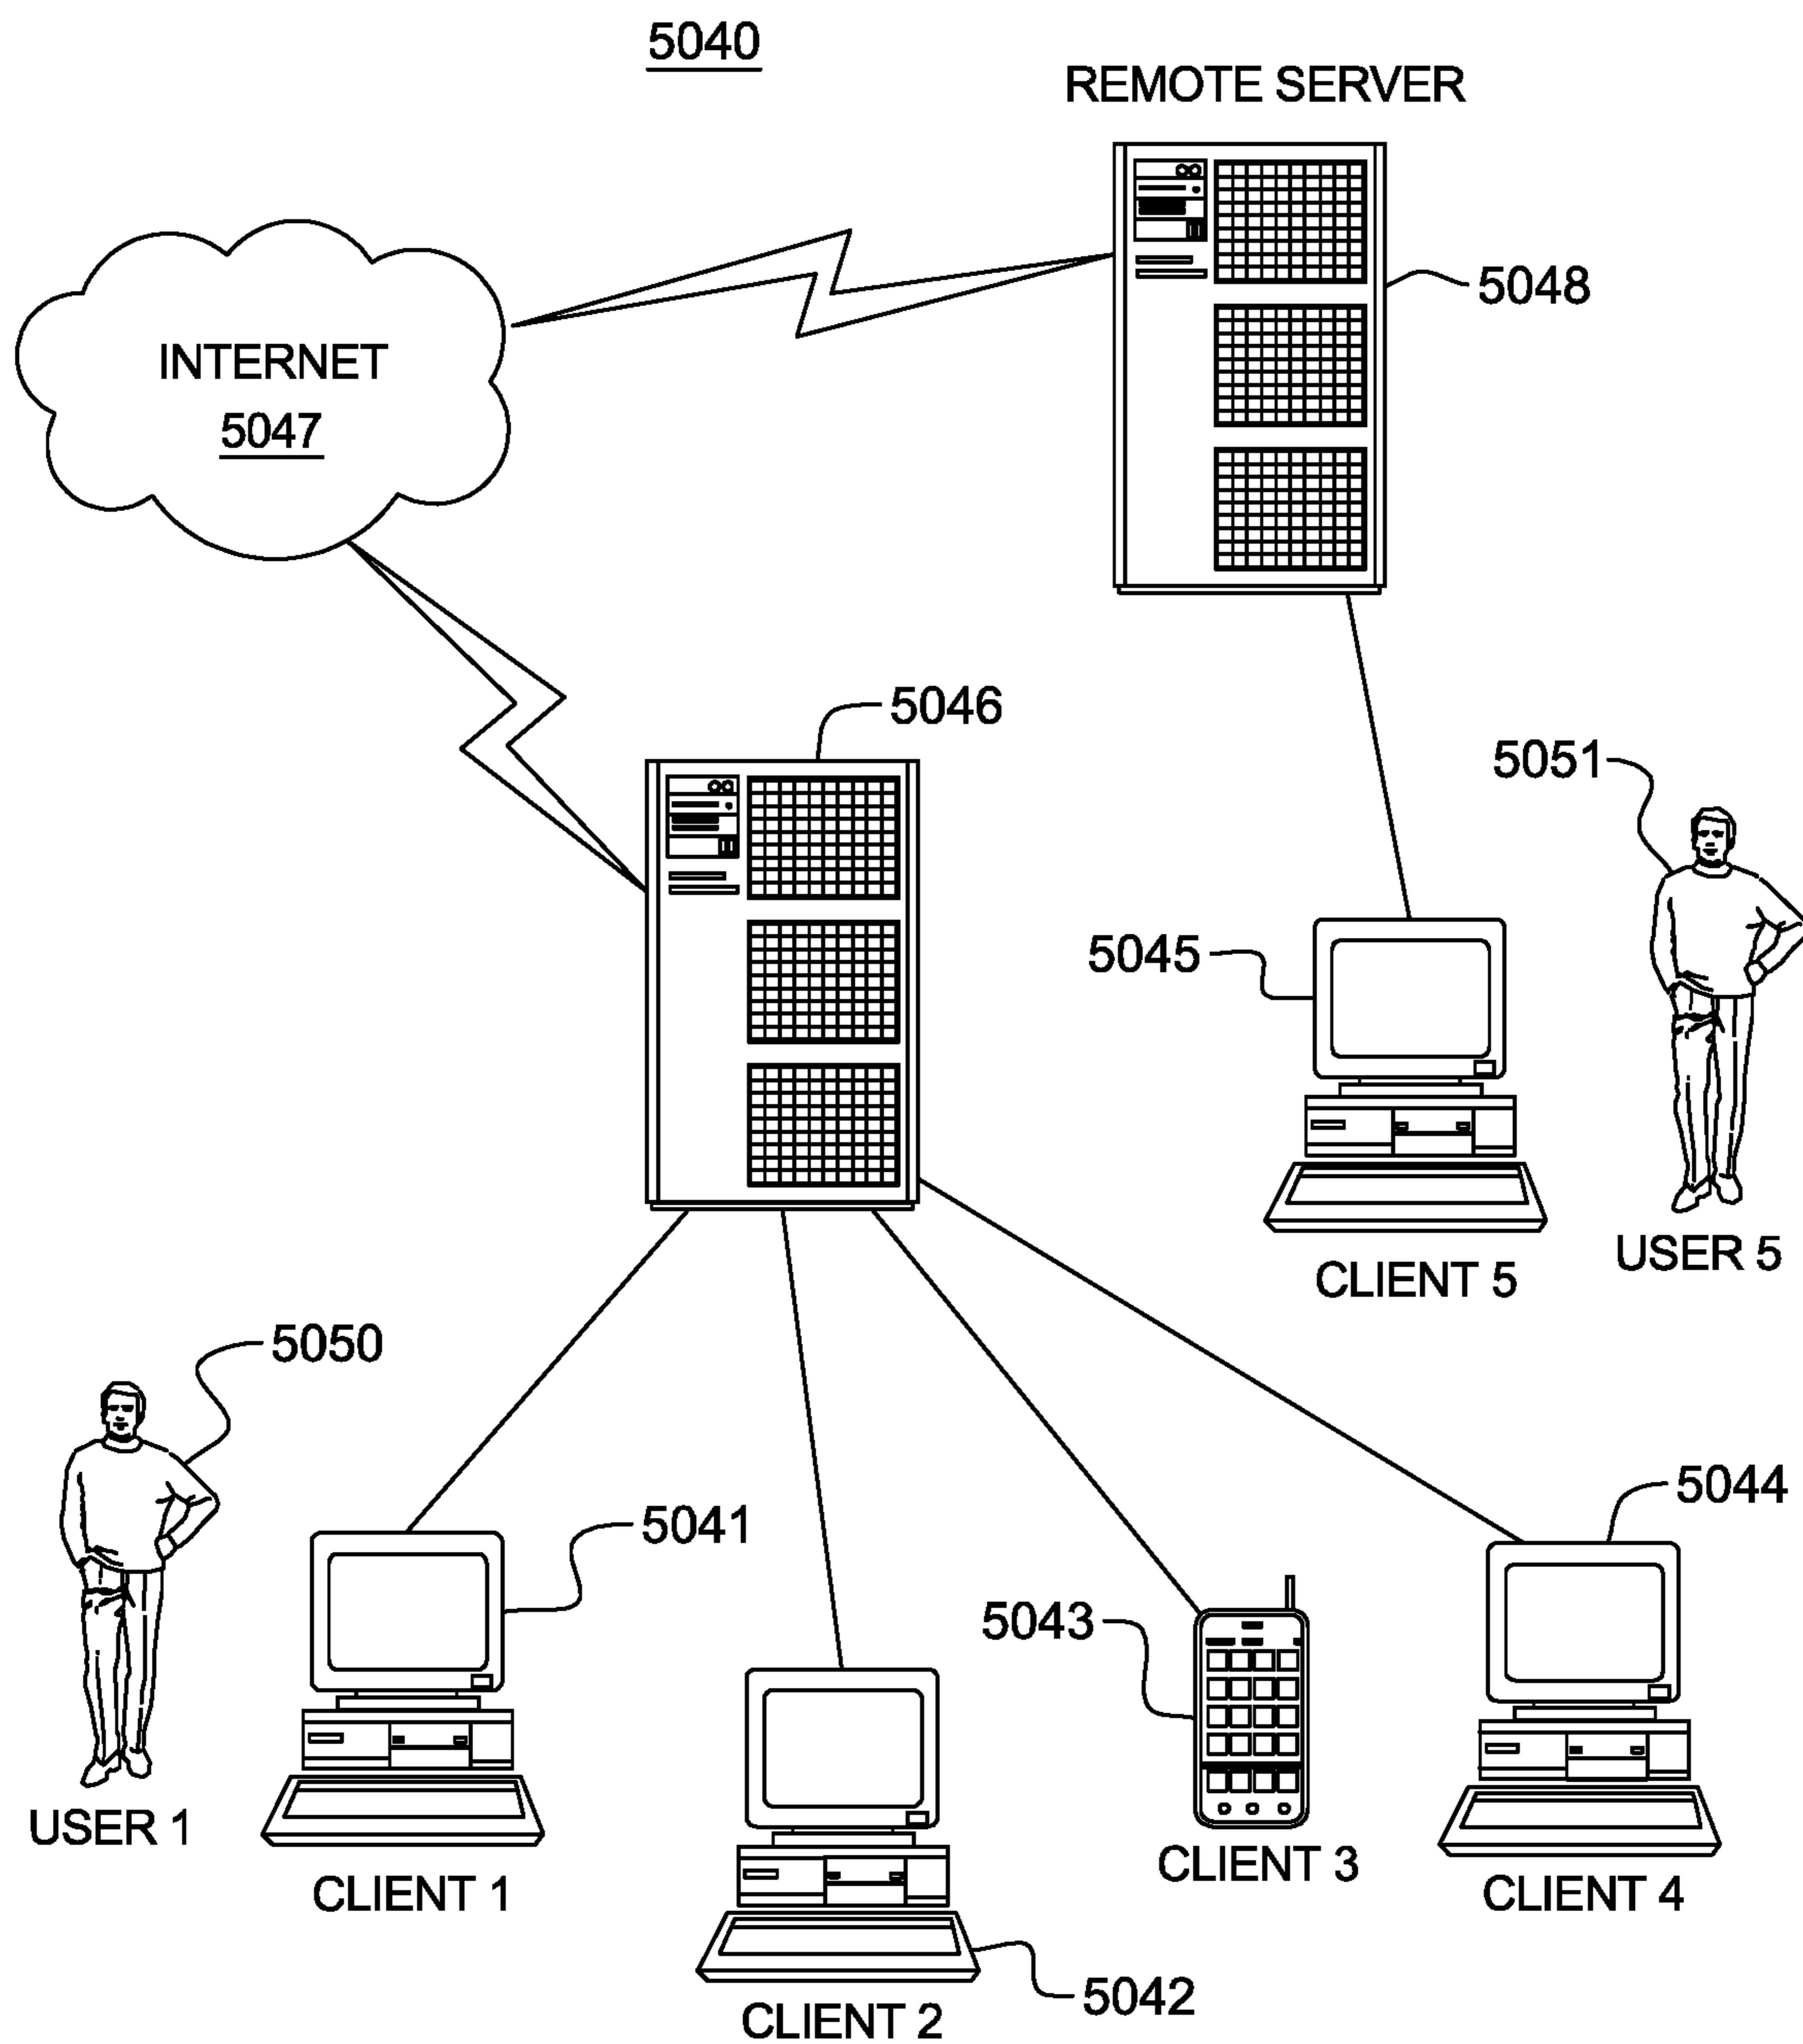 5040
REMOTE SERVER
5048
INTERNET
5047
5046
5051
5045
USER 5
CLIENT 5
5050
5044
5041
5043
USER 1
CLIENT 3
CLIENT 1
CLIENT 4
5042
CLIENT 2